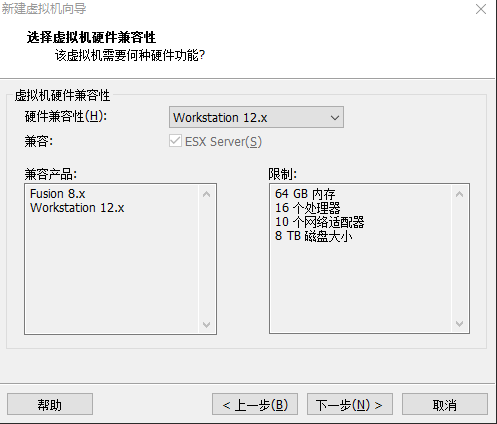 新建虚拟机向导
选择虚拟机硬件兼容性
该虚拟机需要何种硬件功能?
虚拟机硬件兼容性
硬件兼容性(H): Workstation 12.x
兼容: ESX Server(S)
兼容产品: 限制:
Fusion 8.x
Workstation 12.x
64 GB 内存
16 个处理器
10 个网络适配器
8 TB 磁盘大小
帮助 < 上一步(B) 下一步(N) > 取消